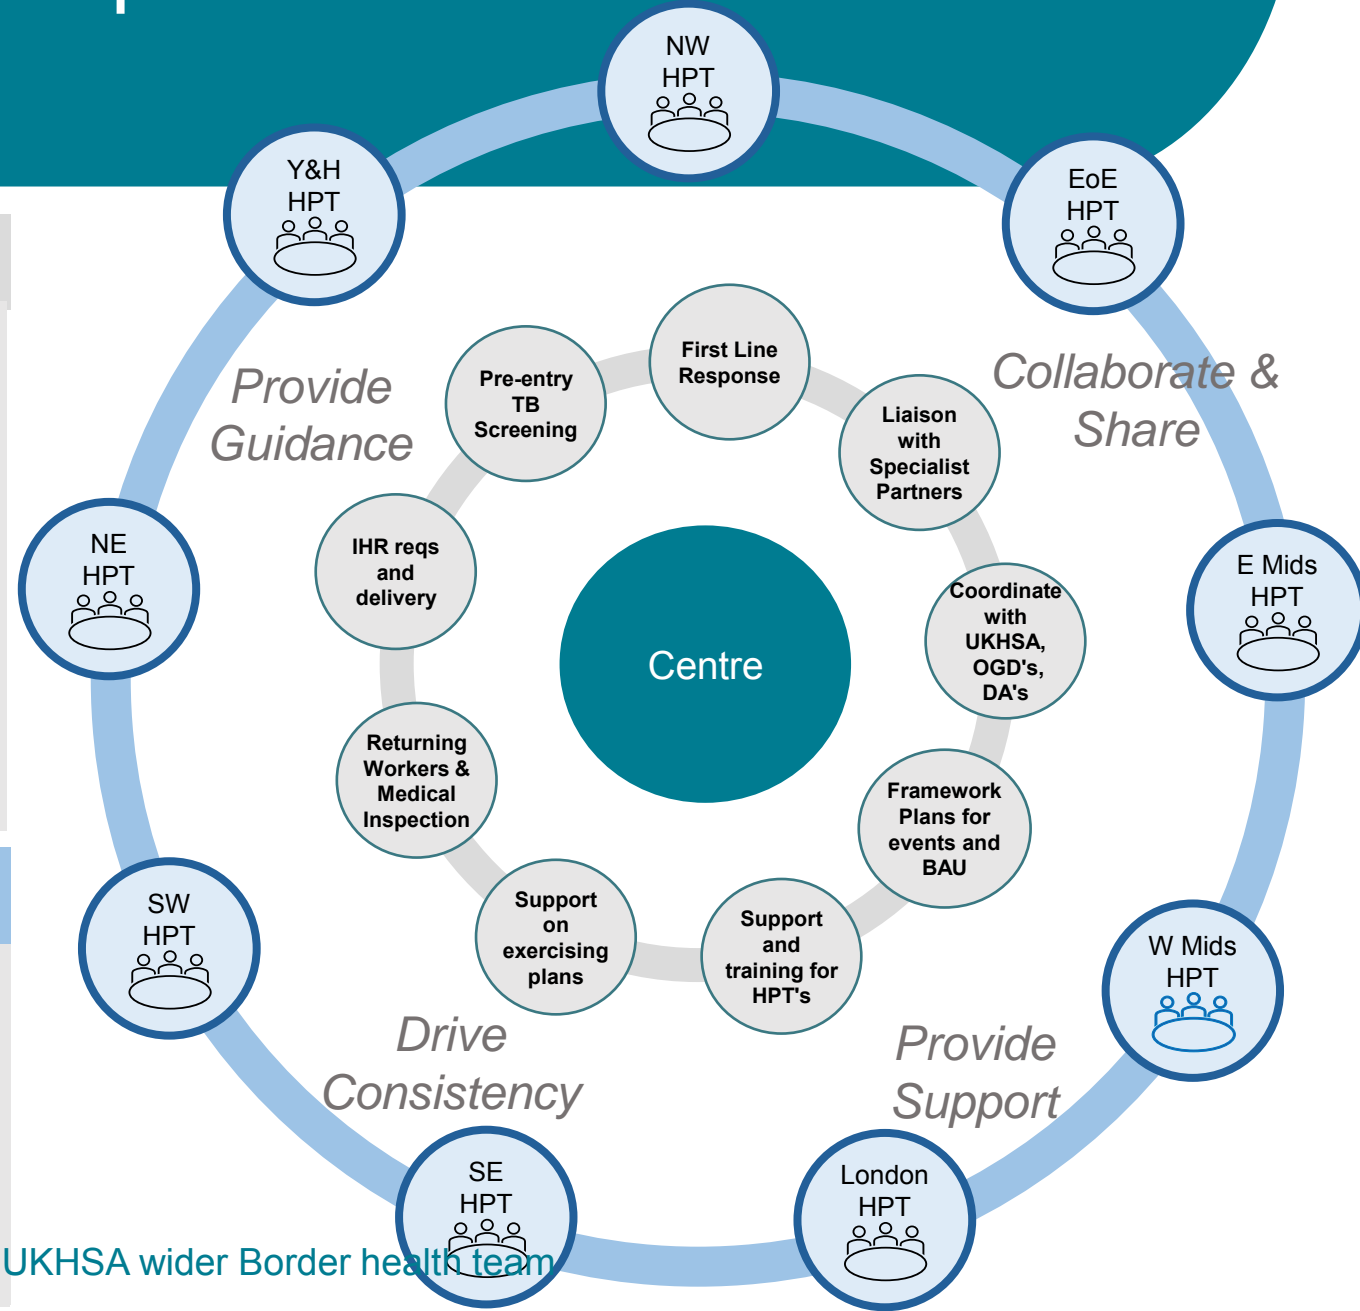 NW
HPT
Y&H
HPT
EoE
HPT
First Line
Response
Pre-entry
TB
Screening
Provide
Guidance
Collaborate &
Share
Liaison
with
Specialist
Partners
IHR reqs
and
delivery
NE
HPT
E Mids
HPT
Coordinate
with
UKHSA,
OGD's,
DA's
Centre
Returning
Workers &
Medical
Inspection
Framework
Plans for
events and
BAU
Support
on
exercising
plans
Support
and
training for
HPT's
SW
HPT
W Mids
HPT
Drive
Consistency
Provide
Support
SE
HPT
London
HPT
UKHSA wider Border health team